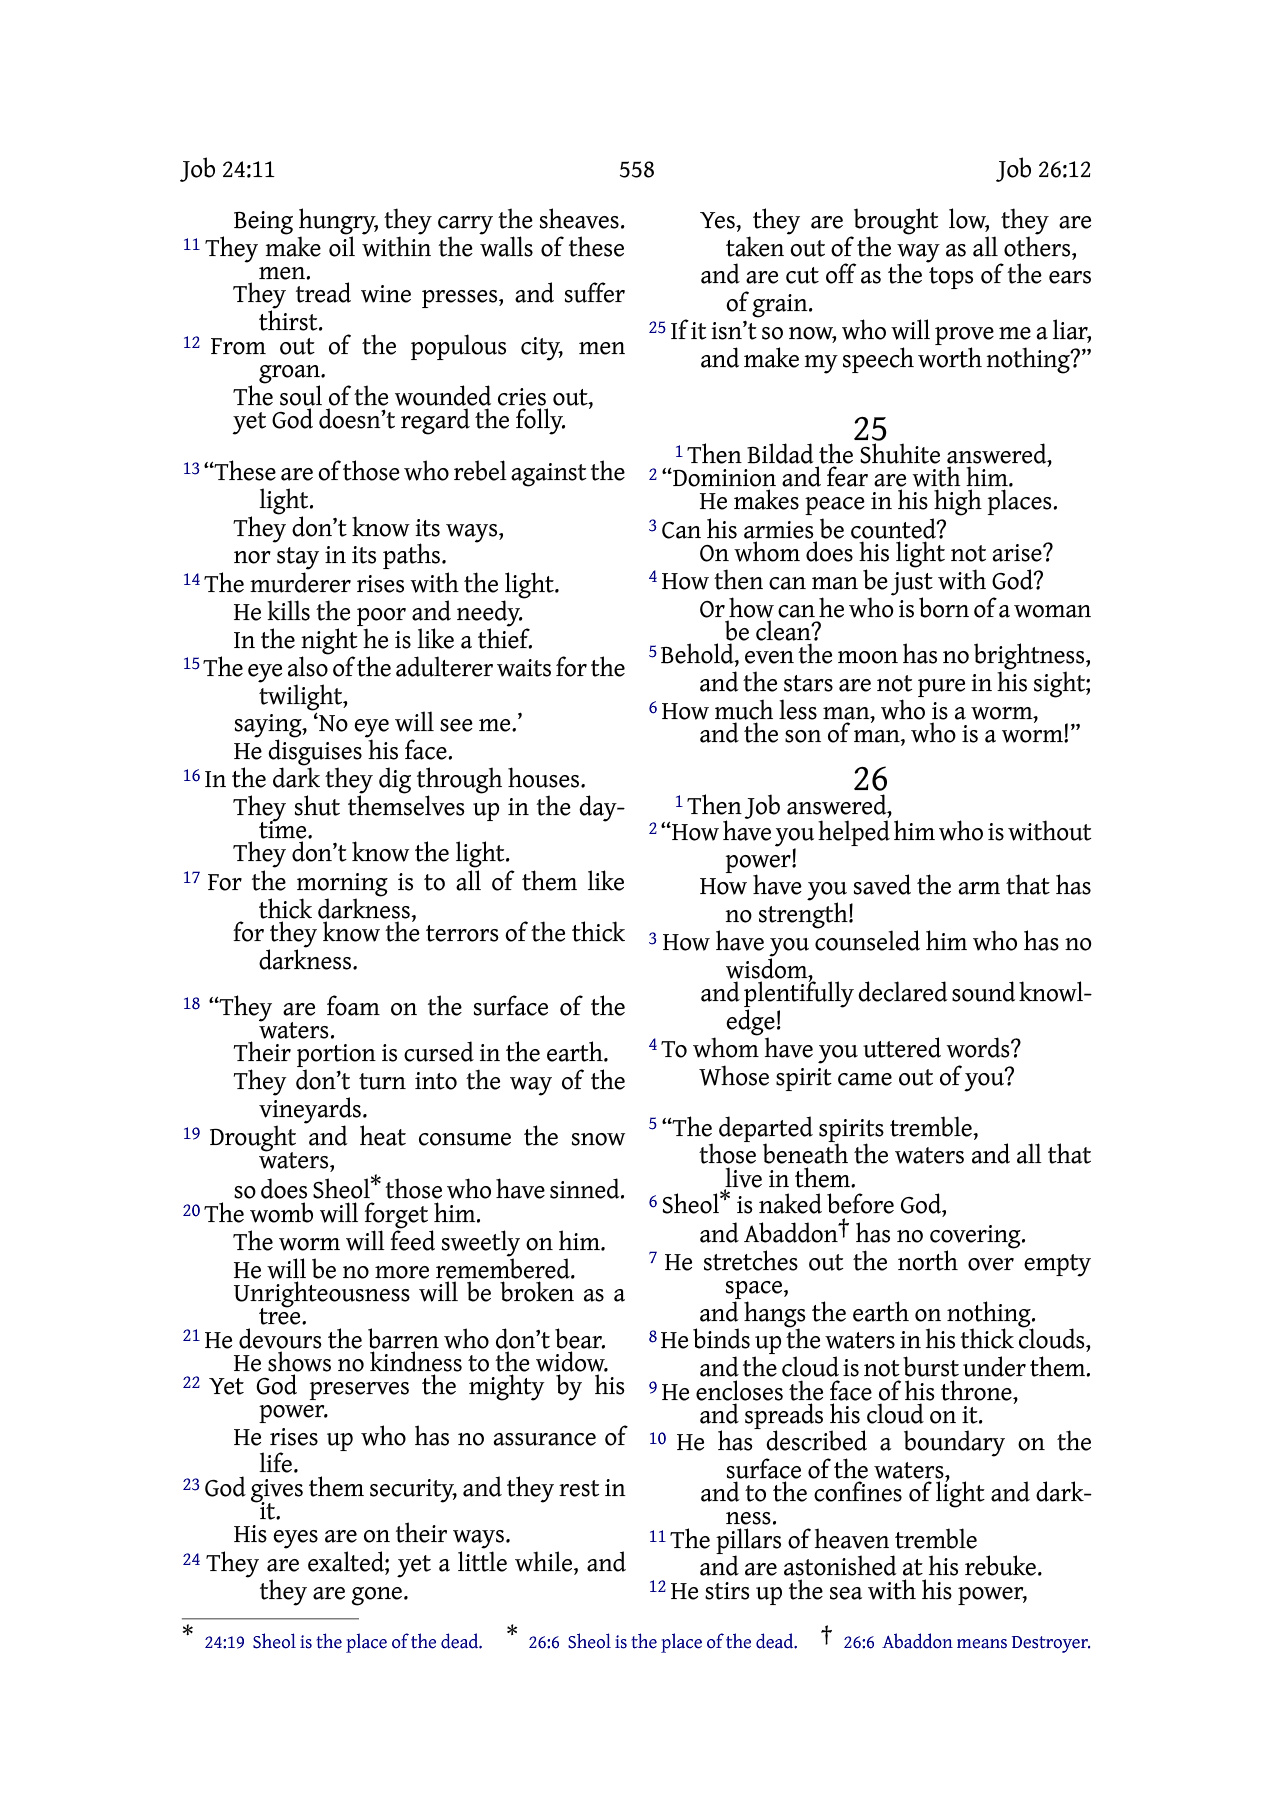 Job 24:11
558
Job 26:12
Being hungry, they carry the sheaves.
11 They make oil within the walls of these
men.
They tread wine presses, and suffer
thirst.
12 From out of the populous city, men
groan.
The soul of the wounded cries out,
yet God doesn’t regard the folly.
13 “These are of those who rebel against the
light.
They don’t know its ways,
nor stay in its paths.
14 The murderer rises with the light.
He kills the poor and needy.
In the night he is like a thief.
15 The eye also of the adulterer waits for the
twilight,
saying, ‘No eye will see me.’
He disguises his face.
16 In the dark they dig through houses.
They shut themselves up in the day-
time.
They don’t know the light.
17 For the morning is to all of them like
thick darkness,
for they know the terrors of the thick
darkness.
18 “They are foam on the surface of the
waters.
Their portion is cursed in the earth.
They don’t turn into the way of the
vineyards.
19 Drought and heat consume the snow
waters,
so does Sheol* those who have sinned.
20 The womb will forget him.
The worm will feed sweetly on him.
He will be no more remembered.
Unrighteousness will be broken as a
tree.
21 He devours the barren who don’t bear.
He shows no kindness to the widow.
22 Yet God preserves the mighty by his
power.
He rises up who has no assurance of
life.
23 God gives them security, and they rest in
it.
His eyes are on their ways.
24 They are exalted; yet a little while, and
they are gone.
Yes, they are brought low, they are
taken out of the way as all others,
and are cut off as the tops of the ears
of grain.
25 If it isn’t so now, who will prove me a liar,
and make my speech worth nothing?”
25
1 Then Bildad the Shuhite answered,
2 “Dominion and fear are with him.
He makes peace in his high places.
3 Can his armies be counted?
On whom does his light not arise?
4 How then can man be just with God?
Or how can he who is born of a woman
be clean?
5 Behold, even the moon has no brightness,
and the stars are not pure in his sight;
6 How much less man, who is a worm,
and the son of man, who is a worm!”
26
1 Then Job answered,
2 “How have you helped him who is without
power!
How have you saved the arm that has
no strength!
3 How have you counseled him who has no
wisdom,
and plentifully declared sound knowl-
edge!
4 To whom have you uttered words?
Whose spirit came out of you?
5 “The departed spirits tremble,
those beneath the waters and all that
live in them.
6 Sheol* is naked before God,
and Abaddon† has no covering.
7 He stretches out the north over empty
space,
and hangs the earth on nothing.
8 He binds up the waters in his thick clouds,
and the cloud is not burst under them.
9 He encloses the face of his throne,
and spreads his cloud on it.
10 He has described a boundary on the
surface of the waters,
and to the confines of light and dark-
ness.
11 The pillars of heaven tremble
and are astonished at his rebuke.
12 He stirs up the sea with his power,
* 24:19 Sheol is the place of the dead. * 26:6 Sheol is the place of the dead. † 26:6 Abaddon means Destroyer.